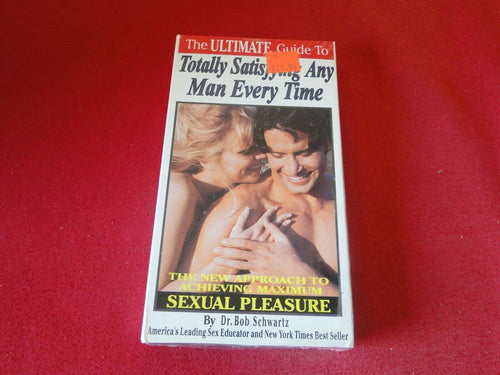 The ULTIMATE Guide To
Totally Satisfying Any
Man Every Time
THE NEW APPROACH TO
ACHIEVING MAXIMUM
SEXUAL PLEASURE
By Dr. Bob Schwartz
America's Leading Sex Educator and New York Times Best Seller